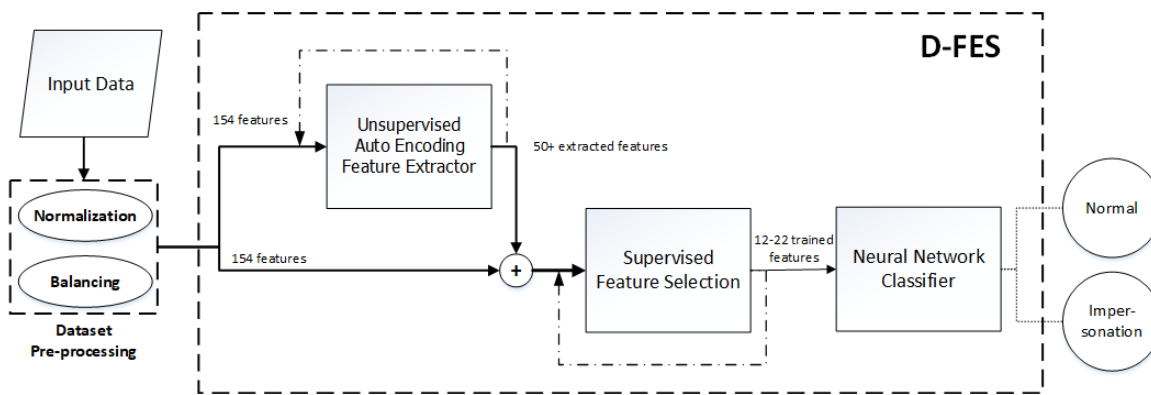 D-FES
Input Data
154 features
Unsupervised
Auto Encoding
Feature Extractor
50+ extracted features
Normalization
Balancing
Dataset
Pre-processing
154 features
+
Supervised
Feature Selection
12-22 trained
features
Neural Network
Classifier
Normal
Imper-
sonation